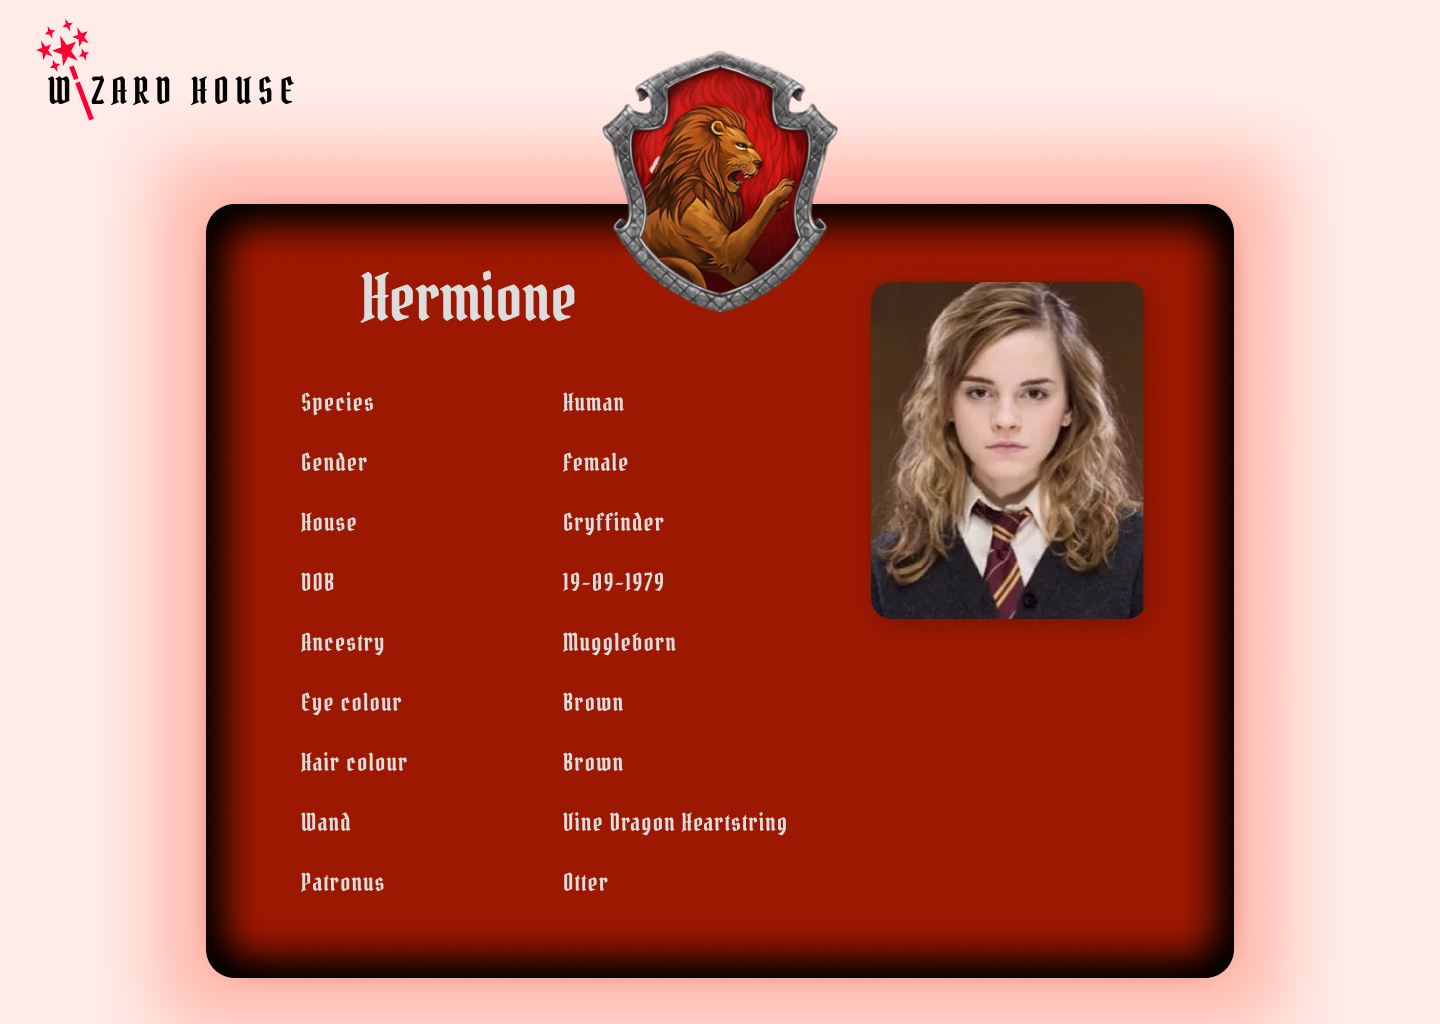 WIZARD HOUSE
Hermione
Species Human
Gender Female
House Gryffinder
DOB 19-09-1979
Ancestry Muggleborn
Eye colour Brown
Hair colour Brown
Wand Vine Dragon Heartstring
Patronus Otter